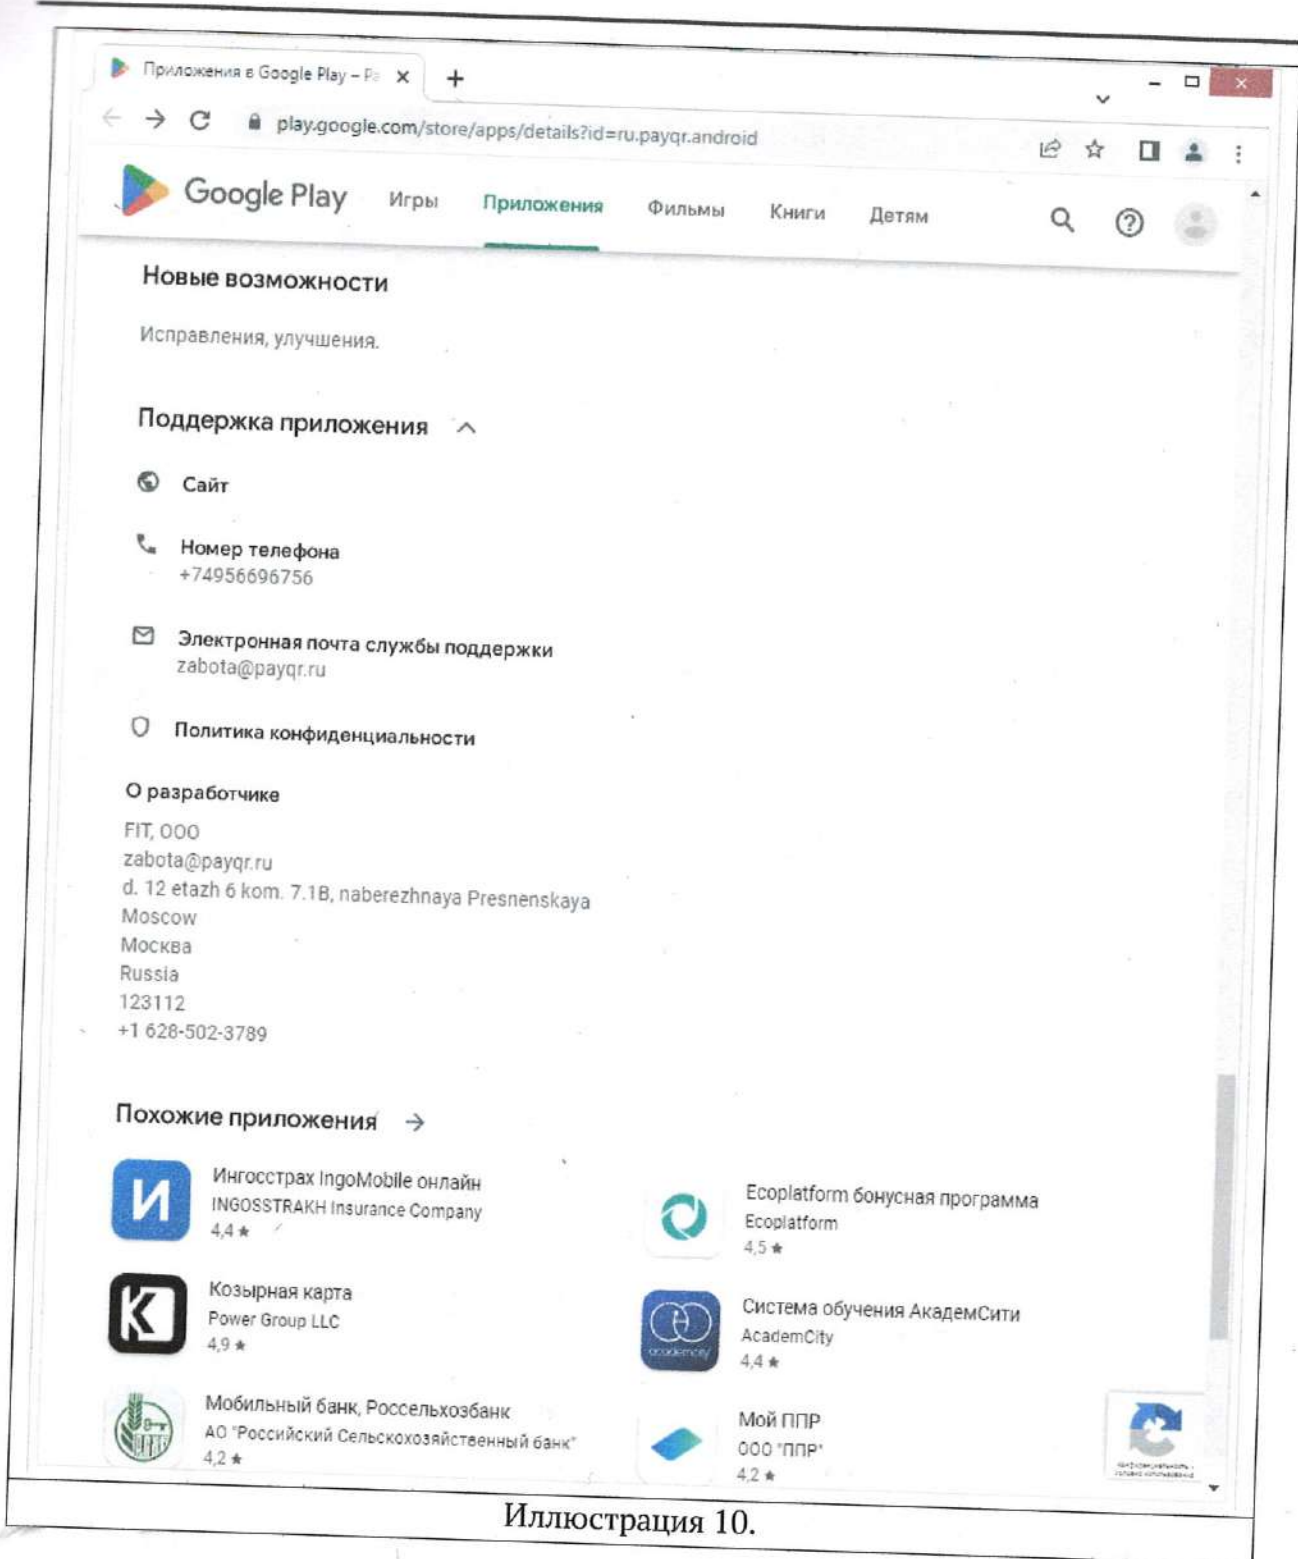 Приложения в Google Play – Pa
play.google.com/store/apps/details?id=ru.payqr.android
Google Play Игры Приложения Фильмы Книги Детям
Новые возможности
Исправления, улучшения.
Поддержка приложения
Сайт
Номер телефона
+74956696756
Электронная почта службы поддержки
zabota@payqr.ru
Политика конфиденциальности
О разработчике
FIT, OOO
zabota@payqr.ru
d. 12 etazh 6 kom. 7.1B, naberezhnaya Presnenskaya
Moscow
Москва
Russia
123112
+1 628-502-3789
Похожие приложения
Ингосстрах IngoMobile онлайн
INGOSSTRAKH Insurance Company
4,4 ★
Ecoplatform бонусная программа
Ecoplatform
4,5 ★
Козырная карта
Power Group LLC
4,9 ★
academcity
Система обучения АкадемСити
AcademCity
4,4 ★
Мобильный банк, Россельхозбанк
АО "Российский Сельскохозяйственный банк"
4,2 ★
Мой ППР
ООО "ППР"
4,2 ★
Конфиденциальность -
Условия использования
Иллюстрация 10.